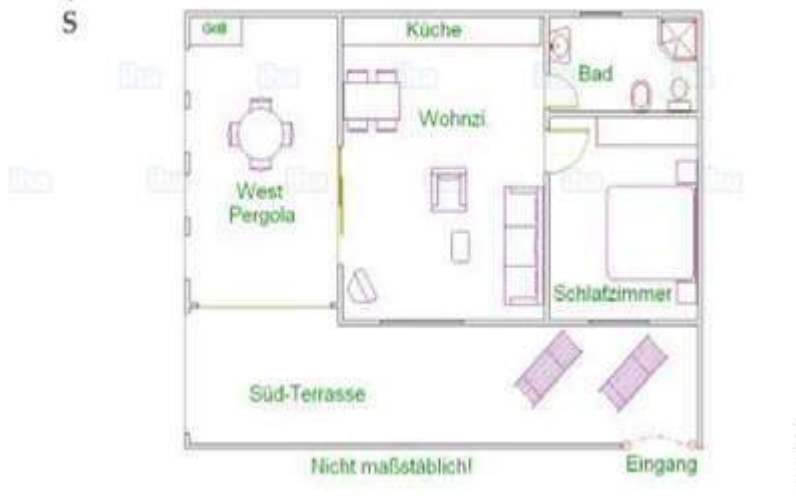 S
Grill
Küche
Bad
Wohnzi.
West
Pergola
Schlafzimmer
Süd-Terrasse
Nicht maßstäblich!
Eingang